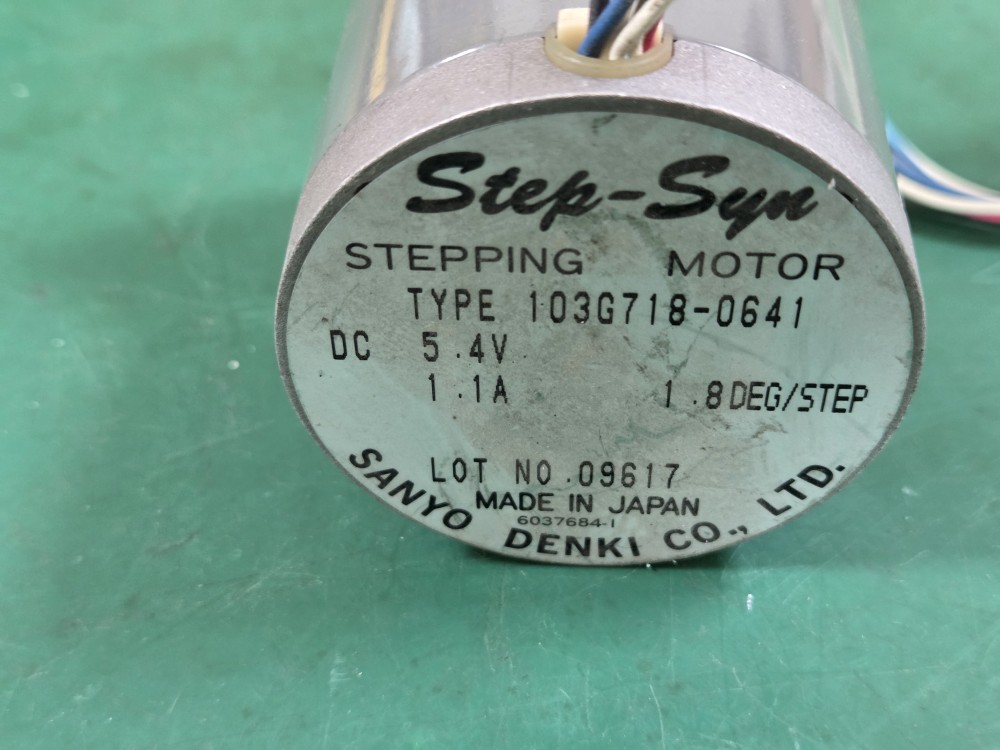 Step-Syn
STEPPING MOTOR
TYPE 103G718-0641
DC 5.4V
1.1A 1.8DEG/STEP
LOT NO.09617
MADE IN JAPAN
6037684-1
SANYO DENKI CO., LTD.